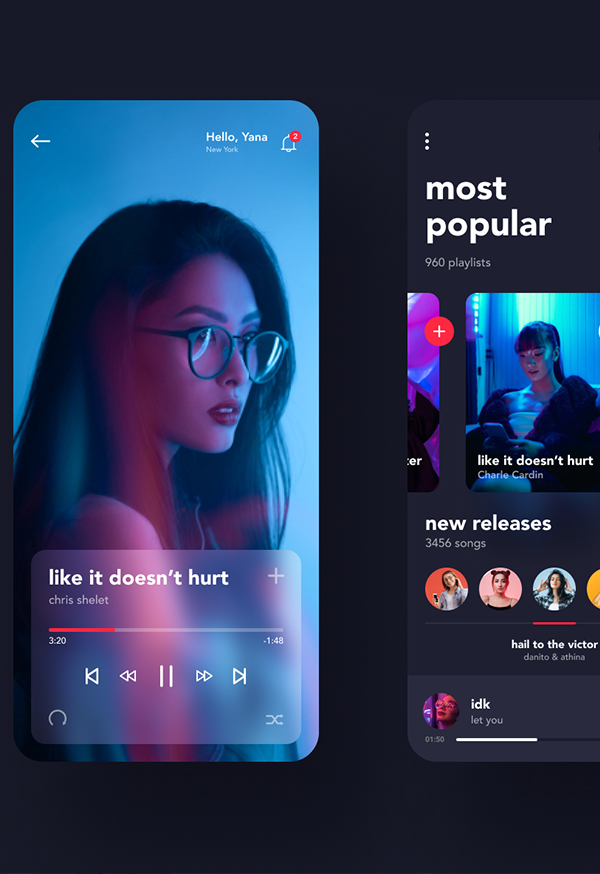 Hello, Yana
New York
2
like it doesn't hurt
chris shelet
3:20
-1:48
most
popular
960 playlists
ter
like it doesn't hurt
Charle Cardin
new releases
3456 songs
hail to the victor
danito & athina
idk
let you
01:50